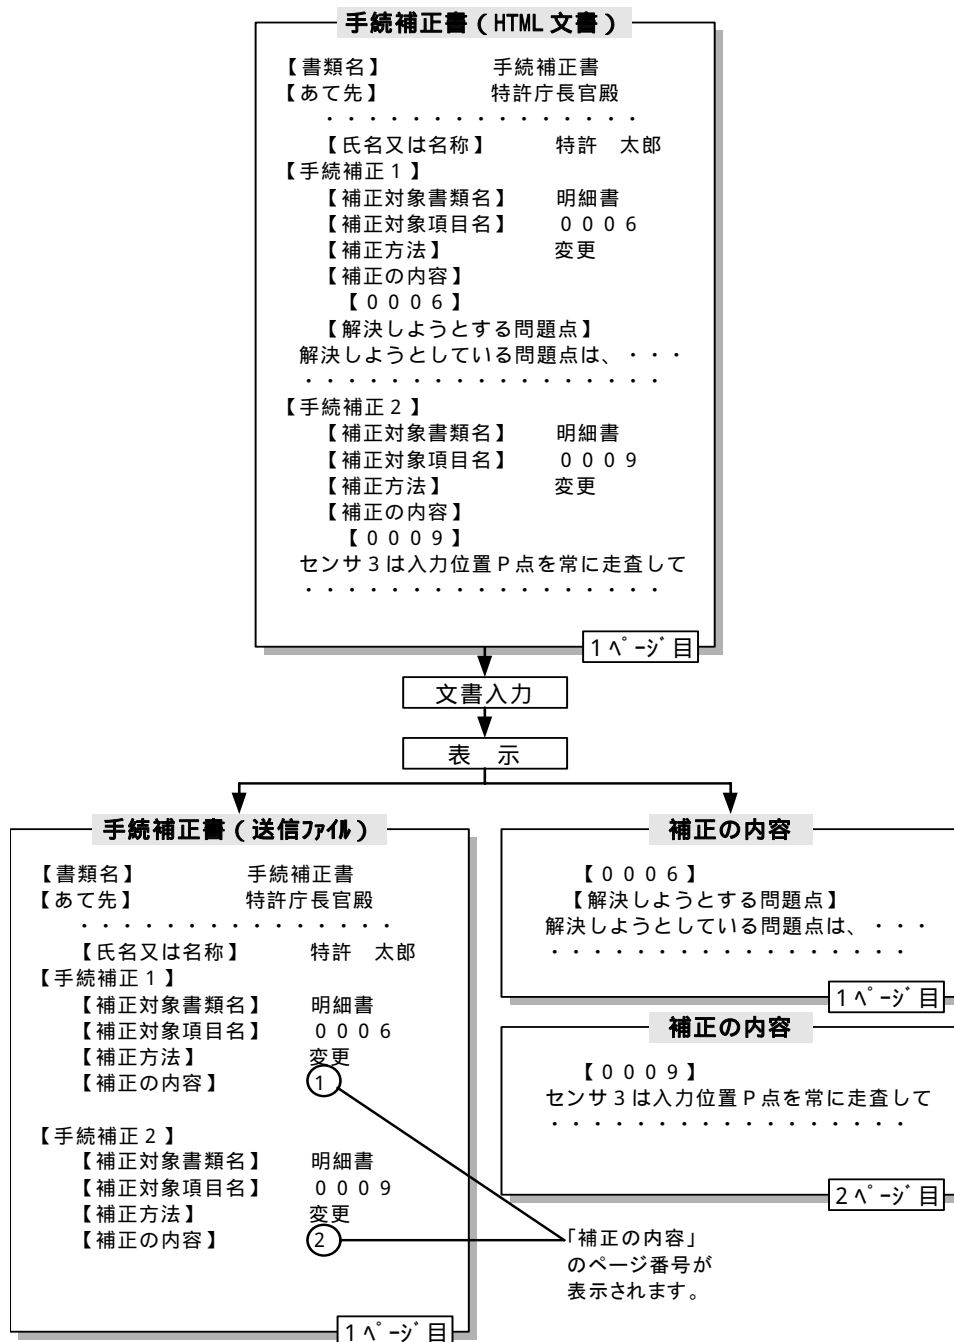 手続補正書（HTML 文書）
【書類名】　手続補正書
【あて先】　特許庁長官殿
・・・・・・・・・・・・・・・
【氏名又は名称】　特許　太郎
【手続補正１】
【補正対象書類名】　明細書
【補正対象項目名】　０００６
【補正方法】　変更
【補正の内容】
【０００６】
【解決しようとする問題点】
解決しようとしている問題点は、・・・
・・・・・・・・・・・・・・・・・
【手続補正２】
【補正対象書類名】　明細書
【補正対象項目名】　０００９
【補正方法】　変更
【補正の内容】
【０００９】
センサ３は入力位置Ｐ点を常に走査して
・・・・・・・・・・・・・・・・・
１ﾍﾟｰｼﾞ目
文書入力
表　示
手続補正書（送信ﾌｧｲﾙ）
【書類名】　手続補正書
【あて先】　特許庁長官殿
・・・・・・・・・・・・・・・
【氏名又は名称】　特許　太郎
【手続補正１】
【補正対象書類名】　明細書
【補正対象項目名】　０００６
【補正方法】　変更
【補正の内容】　1
【手続補正２】
【補正対象書類名】　明細書
【補正対象項目名】　０００９
【補正方法】　変更
【補正の内容】　2
１ﾍﾟｰｼﾞ目
補正の内容
【０００６】
【解決しようとする問題点】
解決しようとしている問題点は、・・・
・・・・・・・・・・・・・・・・・
１ﾍﾟｰｼﾞ目
補正の内容
【０００９】
センサ３は入力位置Ｐ点を常に走査して
・・・・・・・・・・・・・・・・・
２ﾍﾟｰｼﾞ目
「補正の内容」
のページ番号が
表示されます。